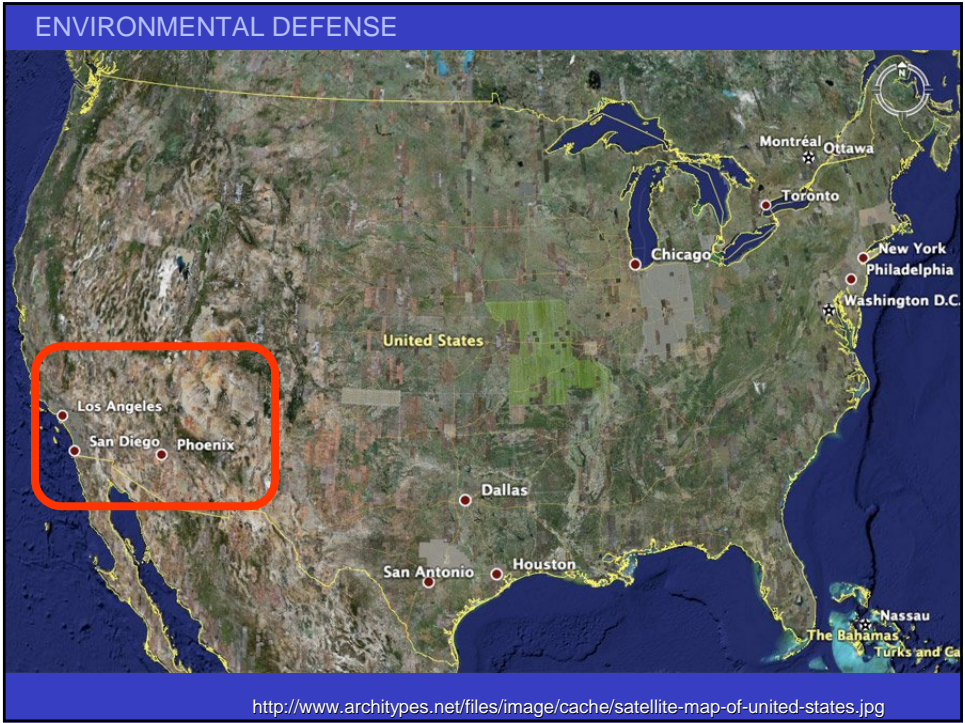 ENVIRONMENTAL DEFENSE
N
Montréal
Ottawa
Toronto
New York
Chicago
Philadelphia
Washington D.C.
United States
Los Angeles
San Diego
Phoenix
Dallas
Houston
San Antonio
Nassau
The Bahamas
Turks and Ca
http://www.architypes.net/files/image/cache/satellite-map-of-united-states.jpg